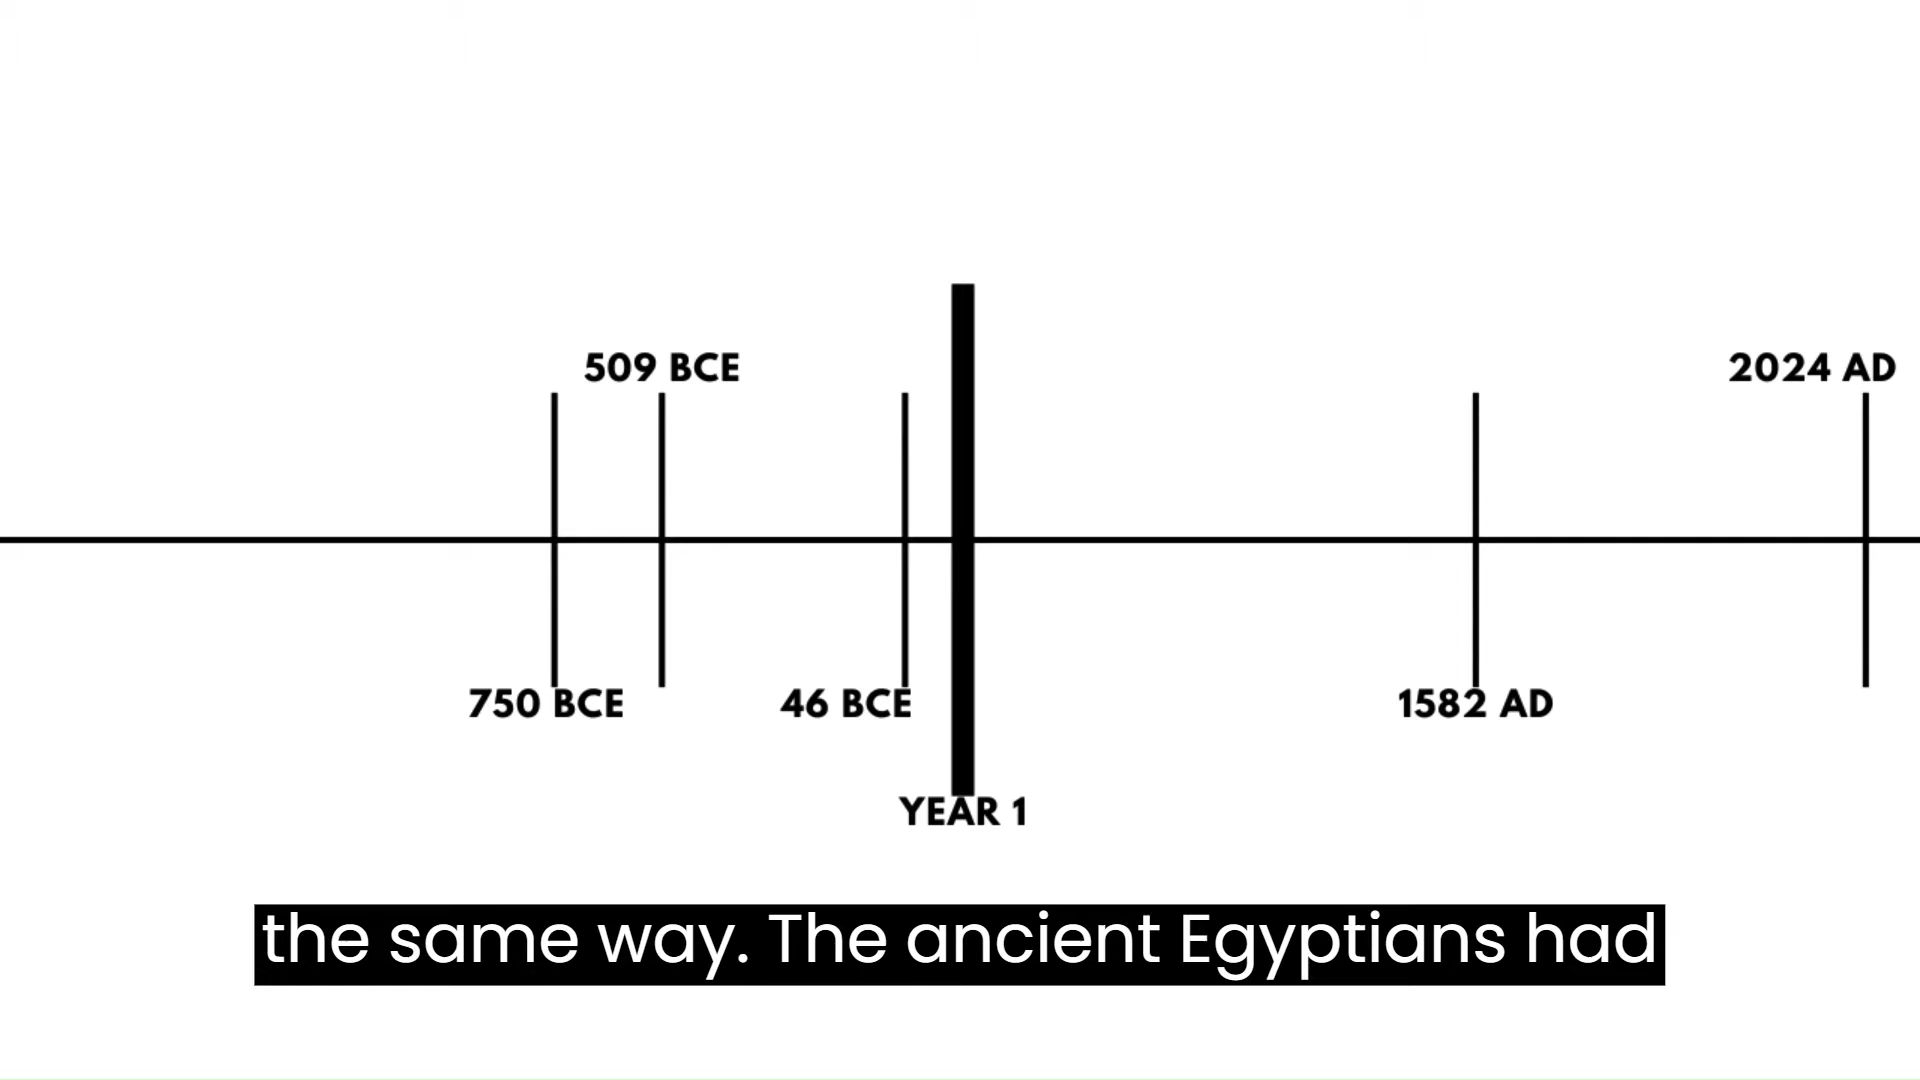 509 BCE
2024 AD
750 BCE
46 BCE
1582 AD
YEAR 1
the same way. The ancient Egyptians had